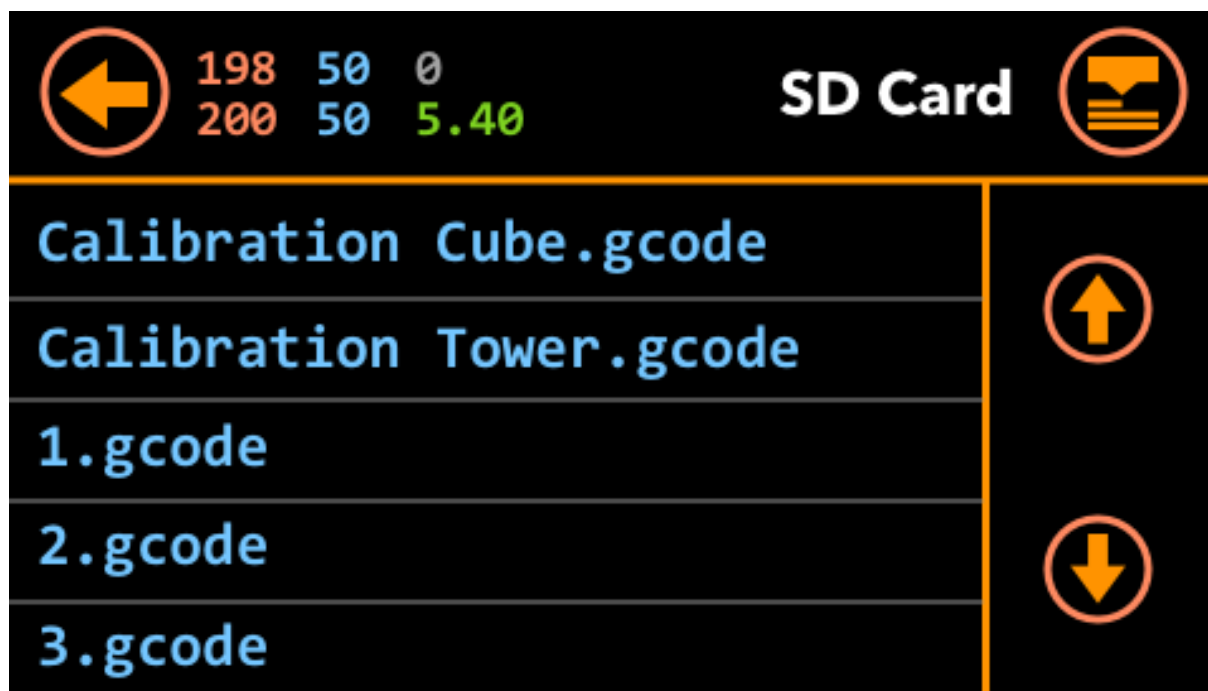 198 50 0
200 50 5.40
SD Card
Calibration Cube.gcode
Calibration Tower.gcode
1.gcode
2.gcode
3.gcode